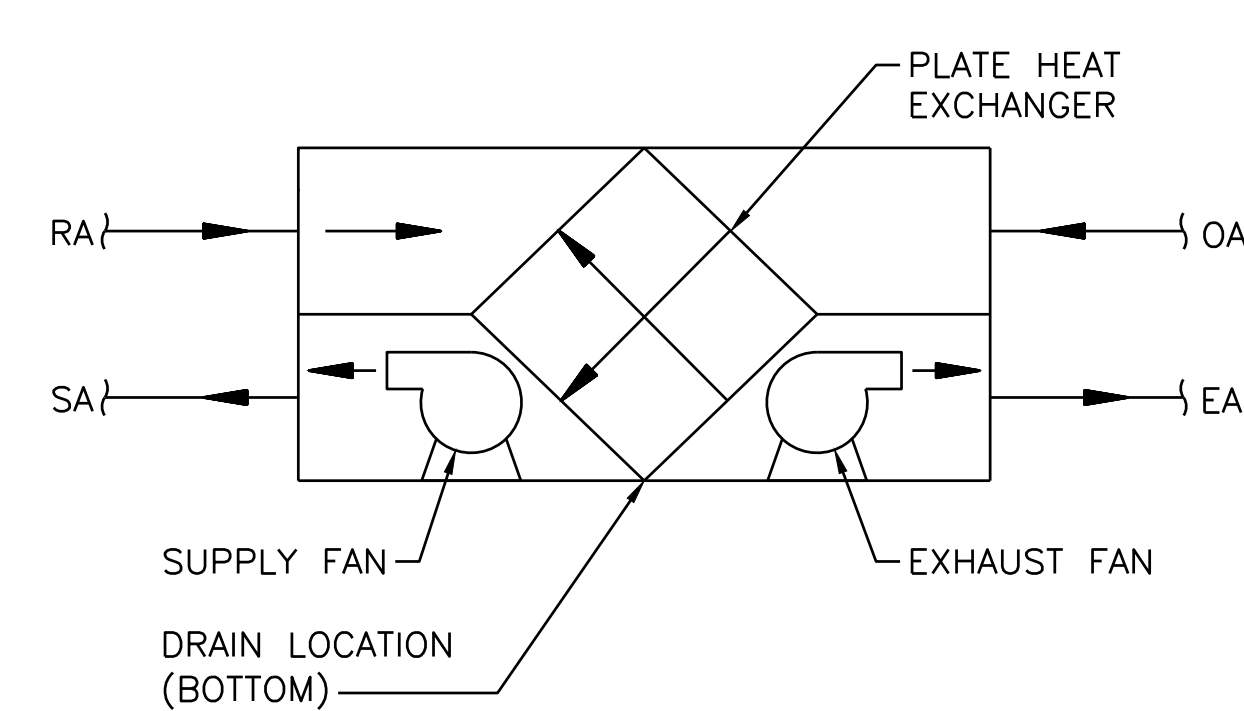 PLATE HEAT
EXCHANGER
RA
OA
SA
EA
SUPPLY FAN
EXHAUST FAN
DRAIN LOCATION
(BOTTOM)